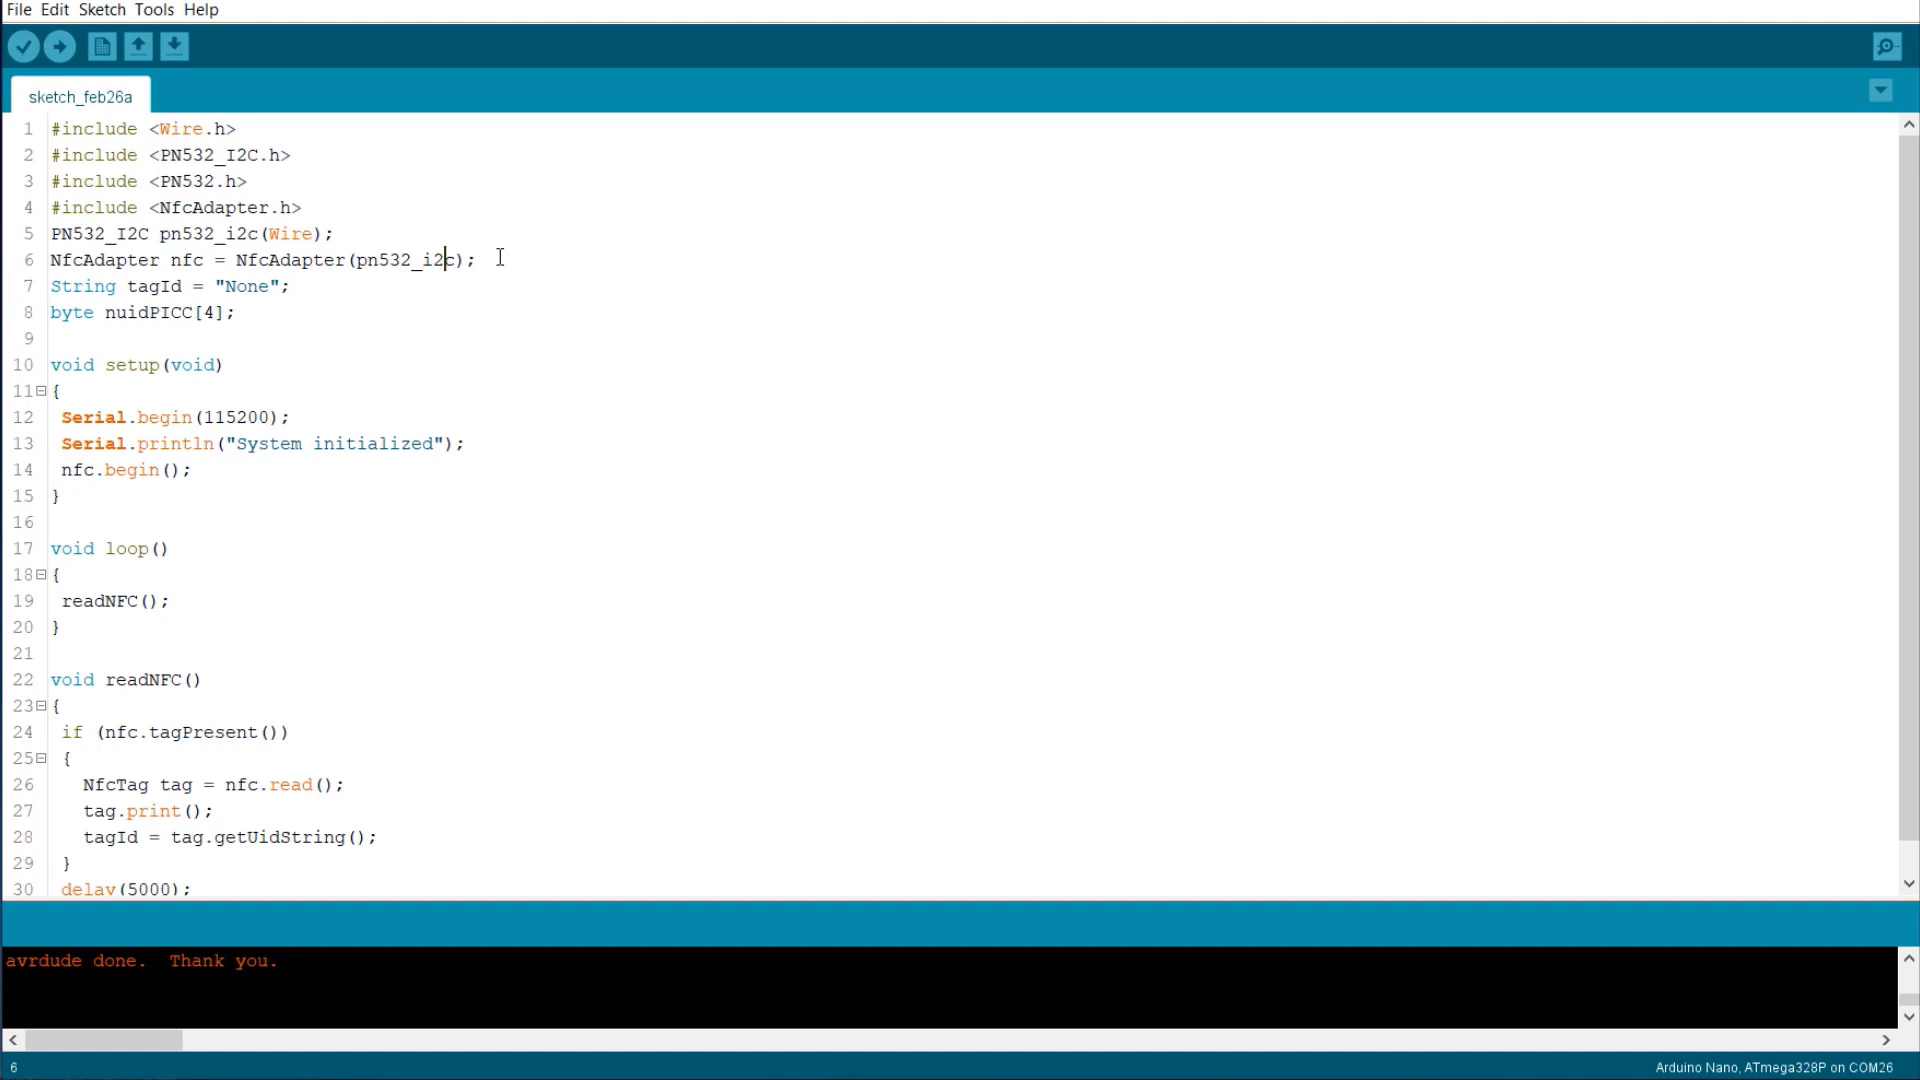 File Edit Sketch Tools Help
sketch_feb26a
1 #include <Wire.h>
2 #include <PN532_I2C.h>
3 #include <PN532.h>
4 #include <NfcAdapter.h>
5 PN532_I2C pn532_i2c(Wire);
6 NfcAdapter nfc = NfcAdapter(pn532_i2c);
7 String tagId = "None";
8 byte nuidPICC[4];
9
10 void setup(void)
11 {
12 Serial.begin(115200);
13 Serial.println("System initialized");
14 nfc.begin();
15 }
16
17 void loop()
18 {
19 readNFC();
20 }
21
22 void readNFC()
23 {
24 if (nfc.tagPresent())
25 {
26 NfcTag tag = nfc.read();
27 tag.print();
28 tagId = tag.getUidString();
29 }
30 delay(5000);
avrdude done.  Thank you.
6 Arduino Nano, ATmega328P on COM26